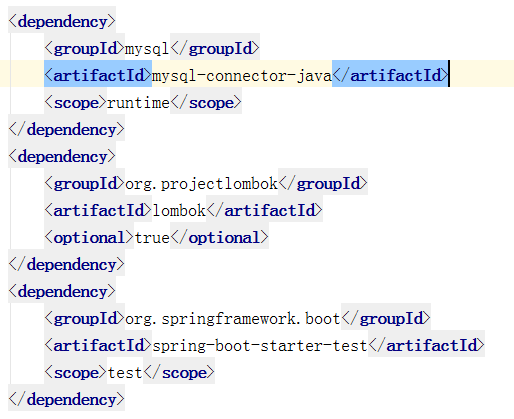 <dependency>
<groupId>mysql</groupId>
<artifactId>mysql-connector-java</artifactId>
<scope>runtime</scope>
</dependency>
<dependency>
<groupId>org.projectlombok</groupId>
<artifactId>lombok</artifactId>
<optional>true</optional>
</dependency>
<dependency>
<groupId>org.springframework.boot</groupId>
<artifactId>spring-boot-starter-test</artifactId>
<scope>test</scope>
</dependency>